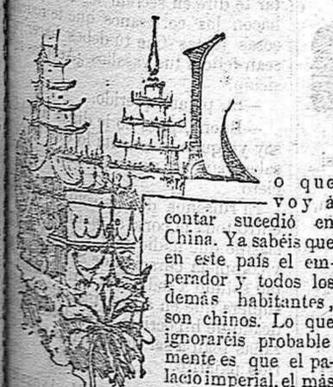 Lo que
voy á
contar sucedió en
China. Ya sabéis que
en este país el em-
perador y todos los
demás habitantes,
son chinos. Lo que
ignoraréis probable
mente es que el pa-
lacio imperial, el más